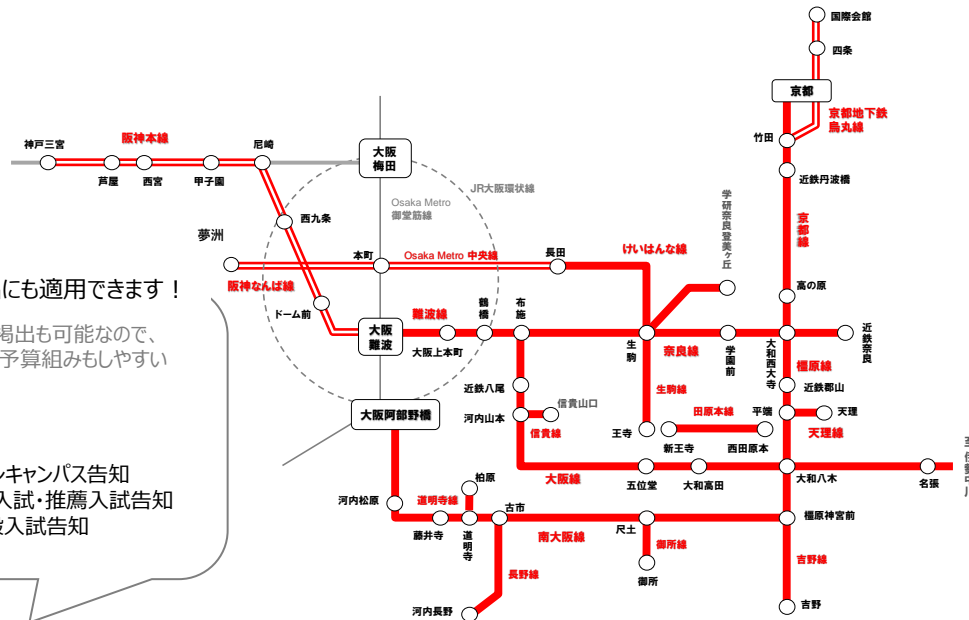 国際会館
四条
京都
京都地下鉄
烏丸線
竹田
近鉄丹波橋
京都線
高の原
神戸三宮
阪神本線
尼崎
芦屋
西宮
甲子園
大阪
梅田
JR大阪環状線
Osaka Metro
御堂筋線
西九条
夢洲
本町
Osaka Metro 中央線
長田
けいはんな線
学研奈良登美ヶ丘
阪神なんば線
ドーム前
大阪
難波
難波線
大阪上本町
鶴橋
布施
生駒
奈良線
学園前
大和西大寺
近鉄奈良
橿原線
近鉄八尾
生駒線
近鉄郡山
大阪阿部野橋
河内山本
信貴山口
信貴線
王寺
田原本線
新王寺
西田原本
平端
天理
天理線
大阪線
五位堂
大和高田
大和八木
名張
河内松原
柏原
道明寺線
古市
藤井寺
道明寺
南大阪線
尺土
御所線
御所
橿原神宮前
吉野線
吉野
長野線
河内長野
にも適用できます！
掲出も可能なので、
予算組みもしやすい
ンキャンパス告知
入試・推薦入試告知
入試告知